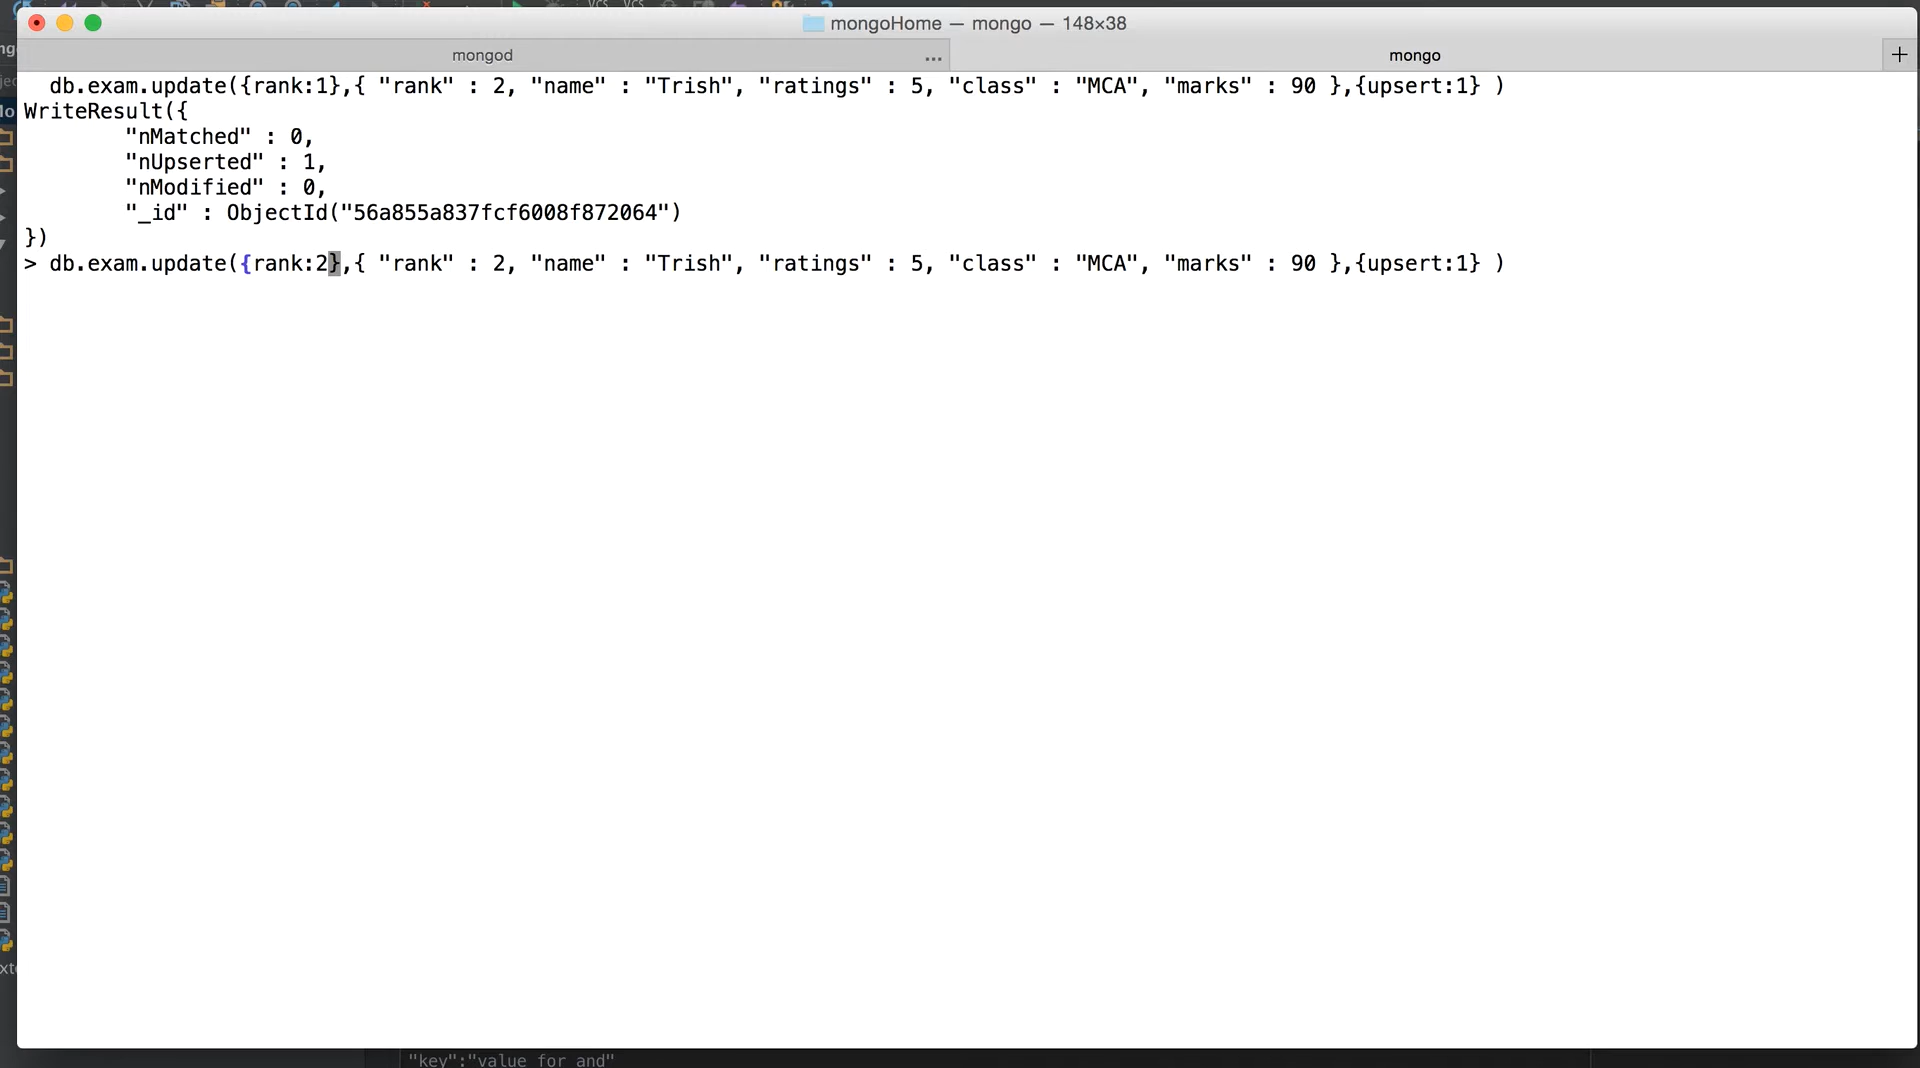 mongoHome — mongo — 148×38
mongod
...
mongo
+
db.exam.update({rank:1},{ "rank" : 2, "name" : "Trish", "ratings" : 5, "class" : "MCA", "marks" : 90 },{upsert:1} )
WriteResult({
"nMatched" : 0,
"nUpserted" : 1,
"nModified" : 0,
"_id" : ObjectId("56a855a837fcf6008f872064")
})
> db.exam.update({rank:2},{ "rank" : 2, "name" : "Trish", "ratings" : 5, "class" : "MCA", "marks" : 90 },{upsert:1} )
"key":"value for and"